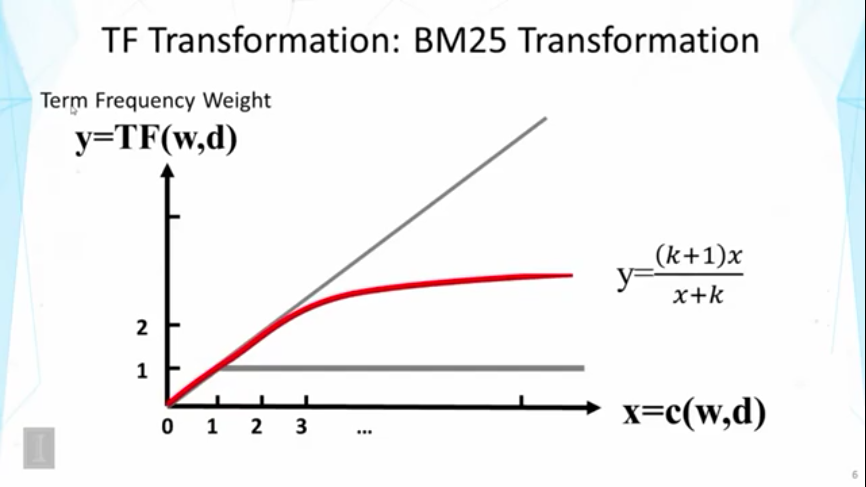 TF Transformation: BM25 Transformation
Term Frequency Weight
y=TF(w,d)
y=(k+1)x/x+k
2
1
0 1 2 3 ...
x=c(w,d)
I
6